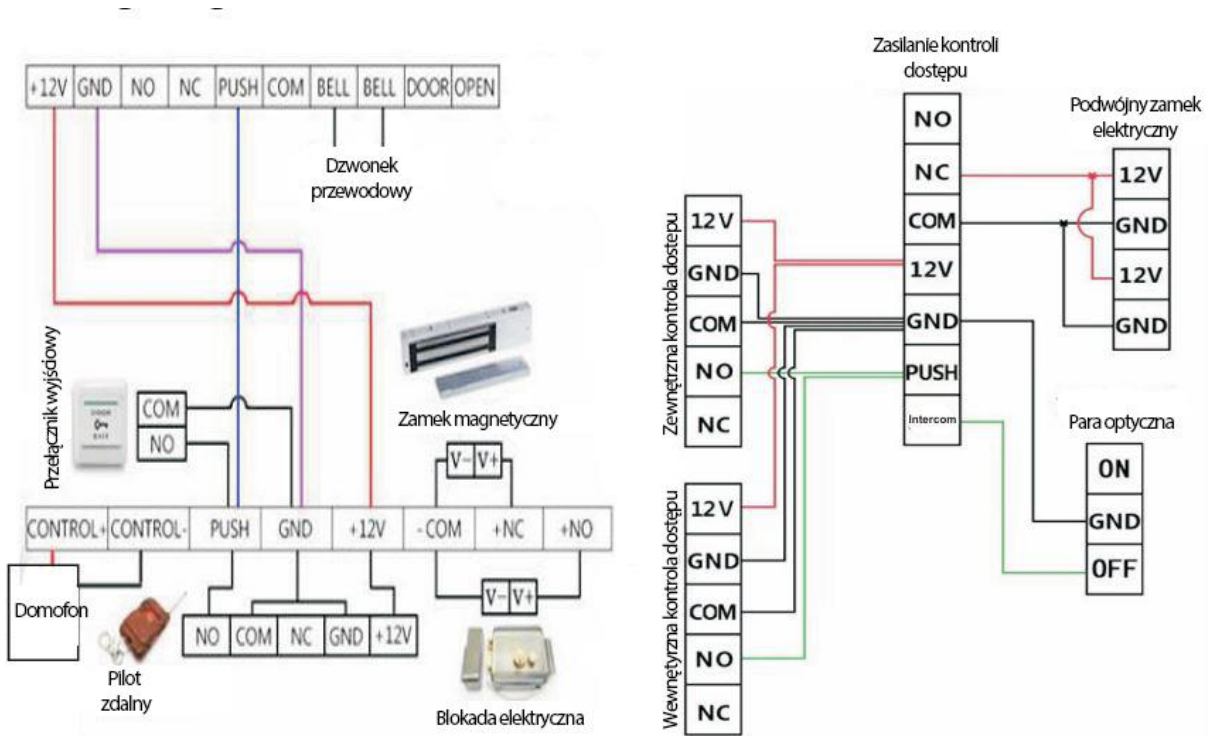 +12V GND NO NC PUSH COM BELL BELL DOOR OPEN
Dzwonek
przewodowy
Przełącznik wyjściowy
DOOR
EXIT
COM
NO
Zamek magnetyczny
V- V+
CONTROL+ CONTROL- PUSH GND +12V -COM +NC +NO
Domofon
Pilot
zdalny
NO COM NC GND +12V
V- V+
Blokada elektryczna
Zasilanie kontroli
dostępu
NO
NC
COM
12V
GND
PUSH
Intercom
Podwójny zamek
elektryczny
12V
GND
12V
GND
Zewnętrzna kontrola dostępu
12V
GND
COM
NO
NC
Wewnętyrzna kontrola dostępu
12V
GND
COM
NO
NC
Para optyczna
ON
GND
OFF